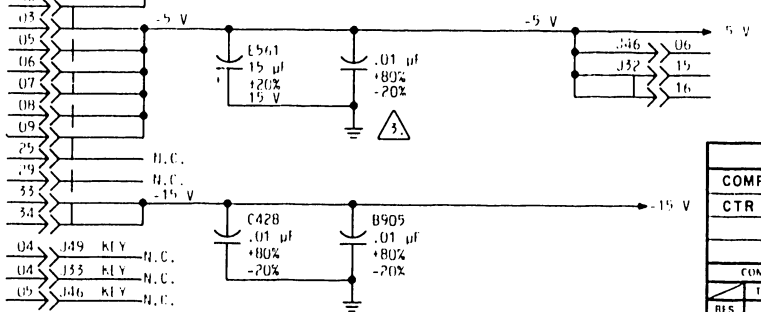 03
-5 V
-5 V
5 V
05
E561
.01 µF
J46
06
06
15 µF
+80%
J32
15
07
±20%
-20%
16
08
15 V
09
3.
25
N.C.
29
N.C.
COMP
33
-15 V
-15 V
CTR
34
C428
B905
.01 µF
.01 µF
04 J49 KEY
N.C.
+80%
+80%
04 J33 KEY
N.C.
-20%
-20%
CON
05 J46 KEY
N.C.
T
RES